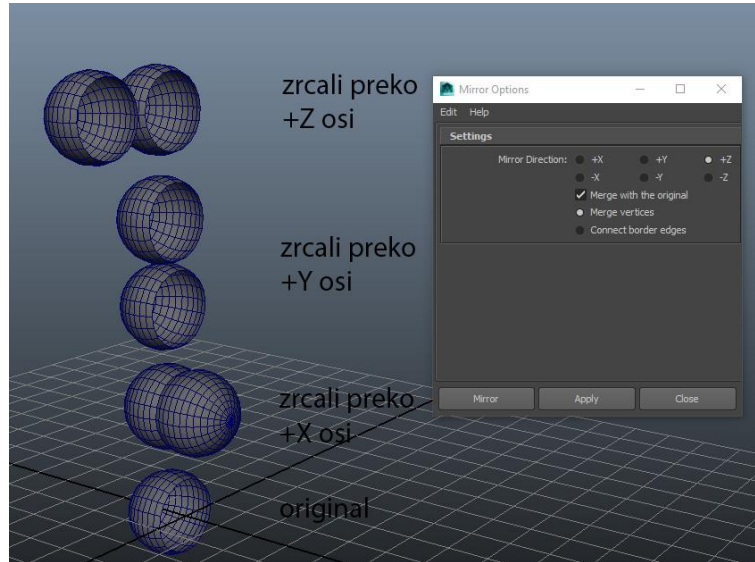 zrcali preko
+Z osi
zrcali preko
+Y osi
zrcali preko
+X osi
original
Mirror Options
Edit Help
Settings
Mirror Direction: +X +Y +Z
-X -Y -Z
Merge with the original
Merge vertices
Connect border edges
Mirror Apply Close